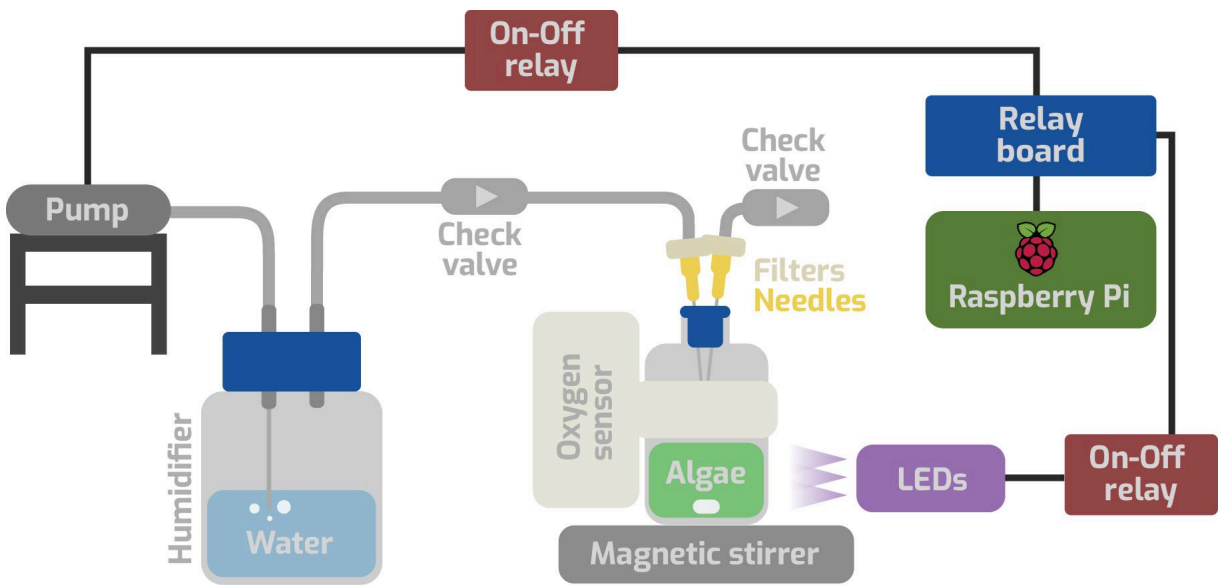 On-Off
relay
Relay
board
Check
valve
Pump
Check
valve
Filters
Needles
Raspberry Pi
Oxygen
sensor
Humidifier
Algae
LEDs
On-Off
relay
Water
Magnetic stirrer